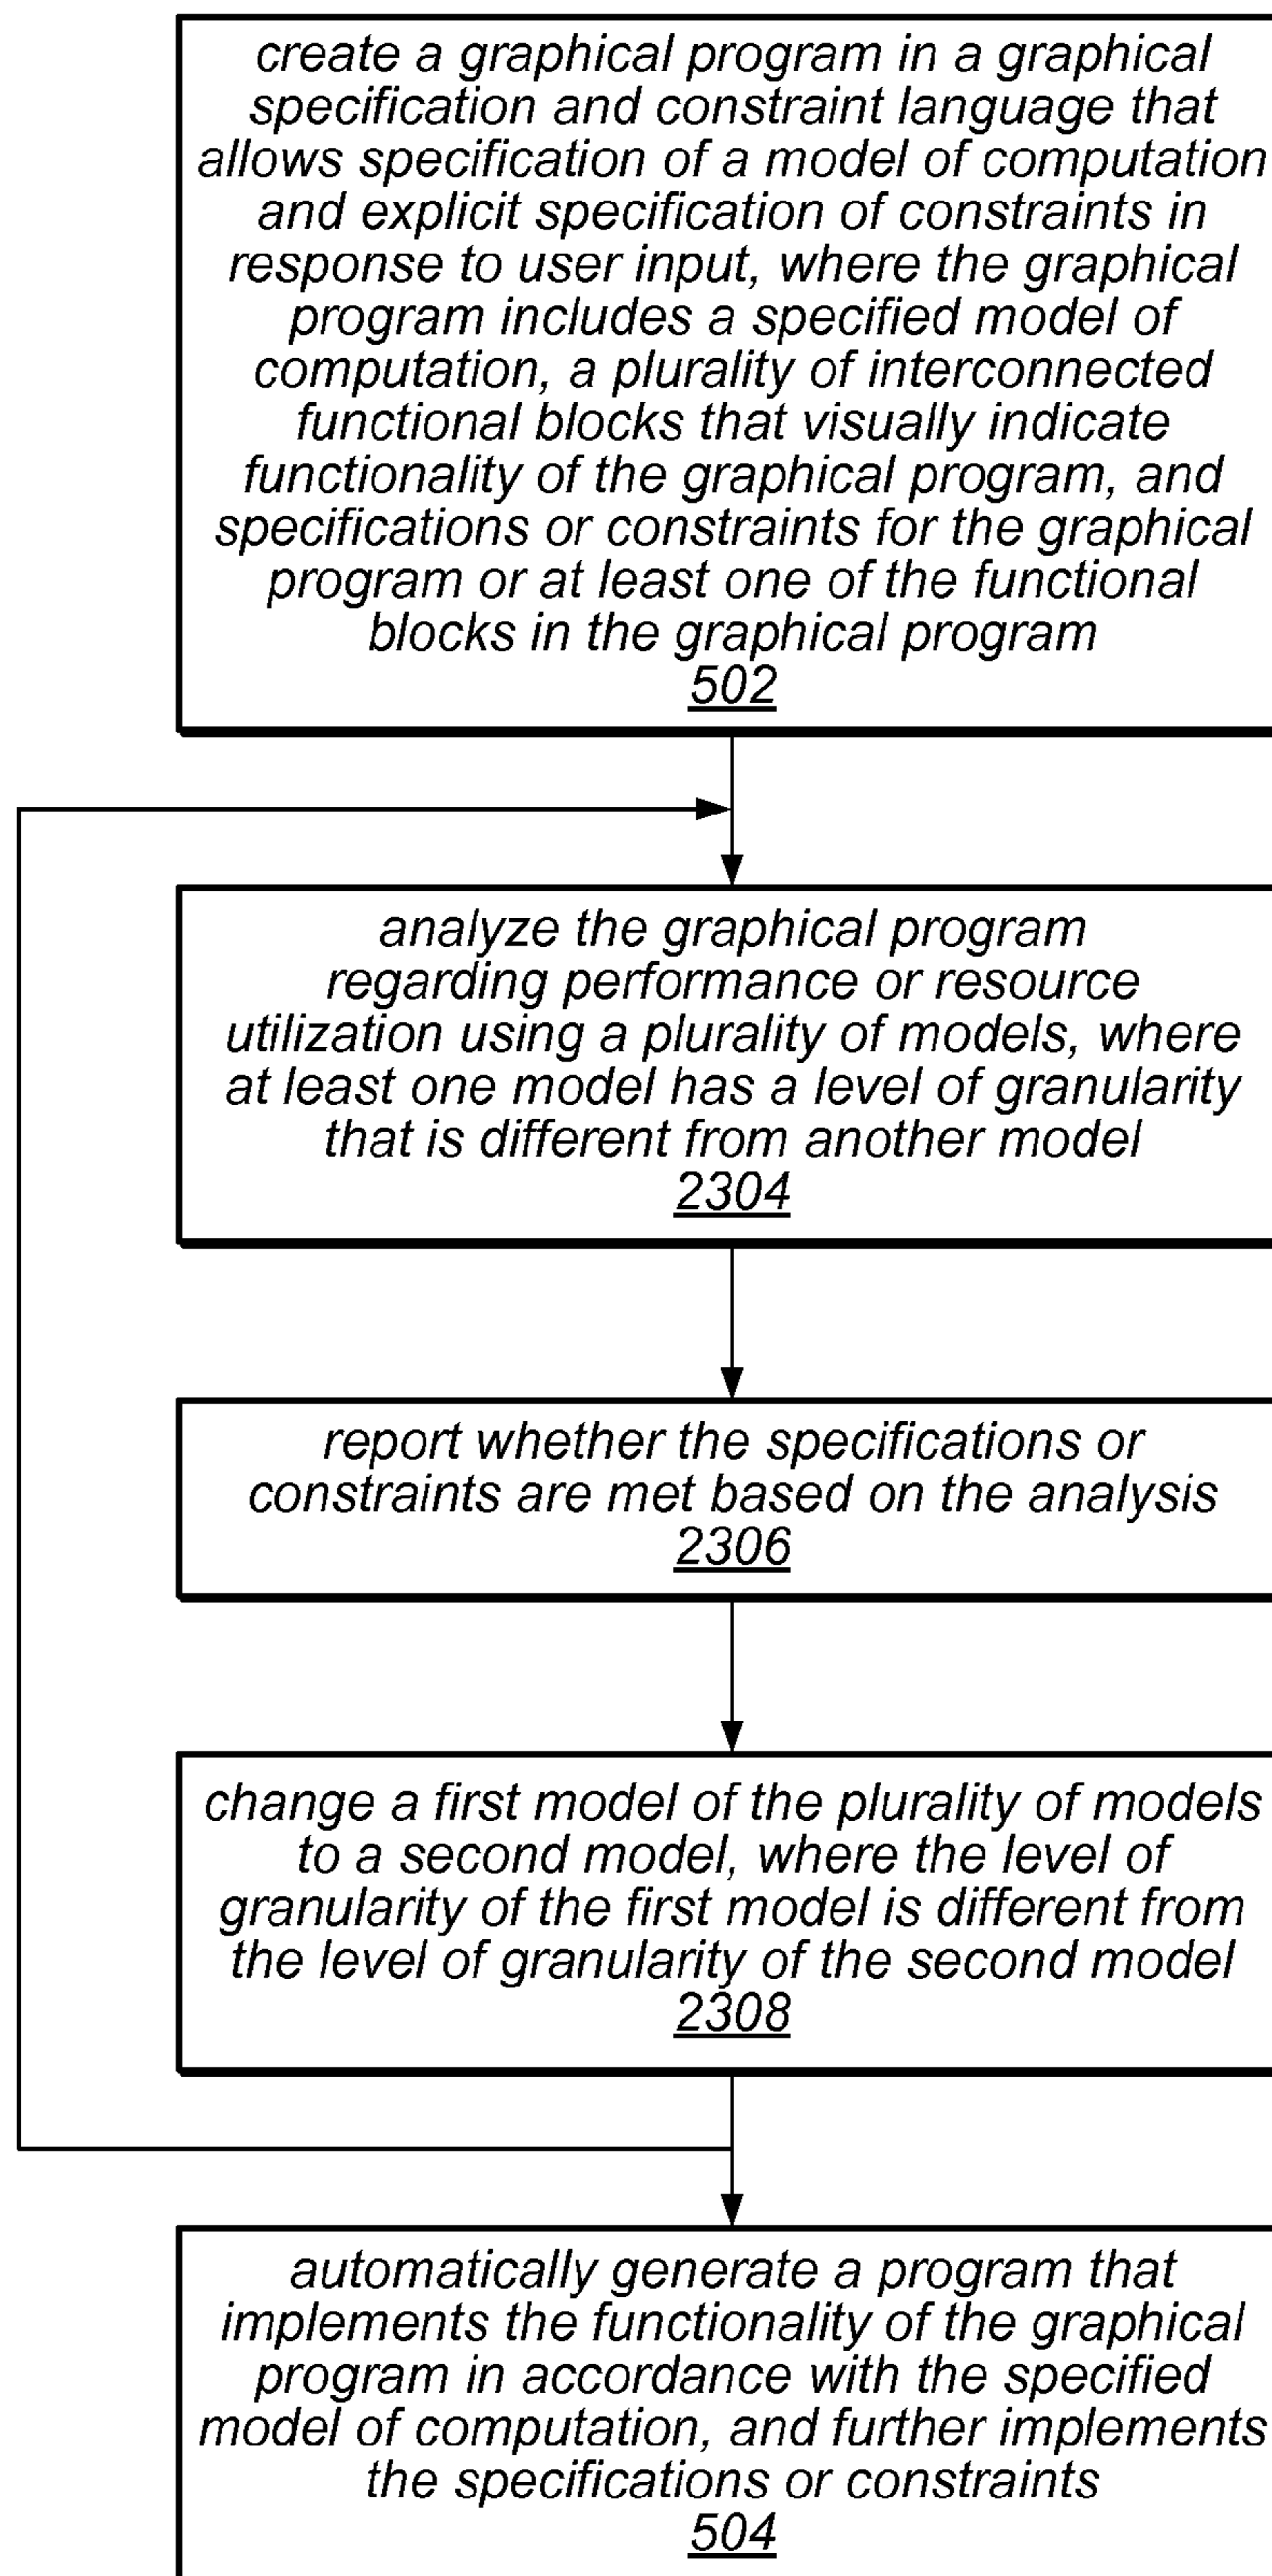 create a graphical program in a graphical
specification and constraint language that
allows specification of a model of computation
and explicit specification of constraints in
response to user input, where the graphical
program includes a specified model of
computation, a plurality of interconnected
functional blocks that visually indicate
functionality of the graphical program, and
specifications or constraints for the graphical
program or at least one of the functional
blocks in the graphical program
502
analyze the graphical program
regarding performance or resource
utilization using a plurality of models, where
at least one model has a level of granularity
that is different from another model
2304
report whether the specifications or
constraints are met based on the analysis
2306
change a first model of the plurality of models
to a second model, where the level of
granularity of the first model is different from
the level of granularity of the second model
2308
automatically generate a program that
implements the functionality of the graphical
program in accordance with the specified
model of computation, and further implements
the specifications or constraints
504